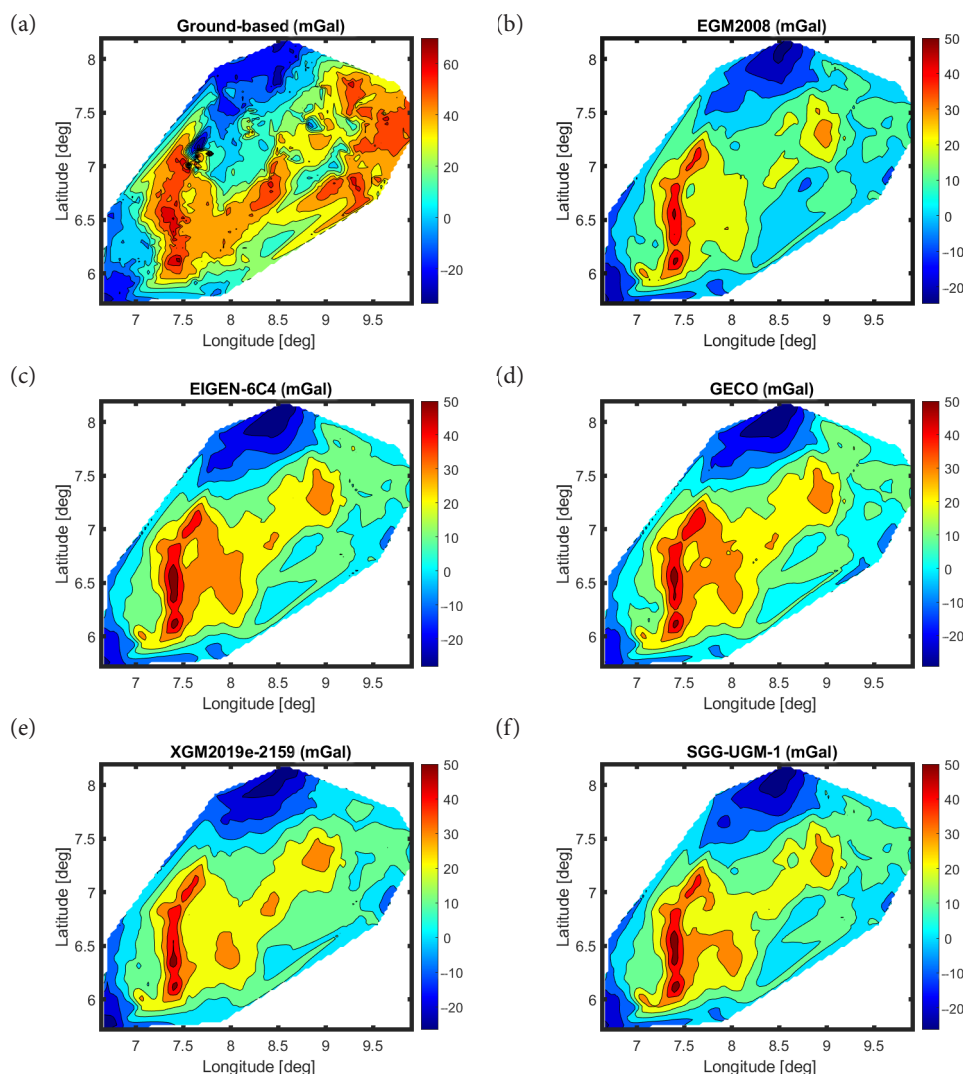 (a)
Ground-based (mGal)
8
7.5
7
6.5
6
Latitude [deg]
7 7.5 8 8.5 9 9.5
Longitude [deg]
60
40
20
0
−20
(b)
EGM2008 (mGal)
8
7.5
7
6.5
6
Latitude [deg]
7 7.5 8 8.5 9 9.5
Longitude [deg]
50
40
30
20
10
0
−10
−20
(c)
EIGEN-6C4 (mGal)
8
7.5
7
6.5
6
Latitude [deg]
7 7.5 8 8.5 9 9.5
Longitude [deg]
50
40
30
20
10
0
−10
−20
(d)
GECO (mGal)
8
7.5
7
6.5
6
Latitude [deg]
7 7.5 8 8.5 9 9.5
Longitude [deg]
50
40
30
20
10
0
−10
−20
(e)
XGM2019e-2159 (mGal)
8
7.5
7
6.5
6
Latitude [deg]
7 7.5 8 8.5 9 9.5
Longitude [deg]
50
40
30
20
10
0
−10
−20
(f)
SGG-UGM-1 (mGal)
8
7.5
7
6.5
6
Latitude [deg]
7 7.5 8 8.5 9 9.5
Longitude [deg]
50
40
30
20
10
0
−10
−20